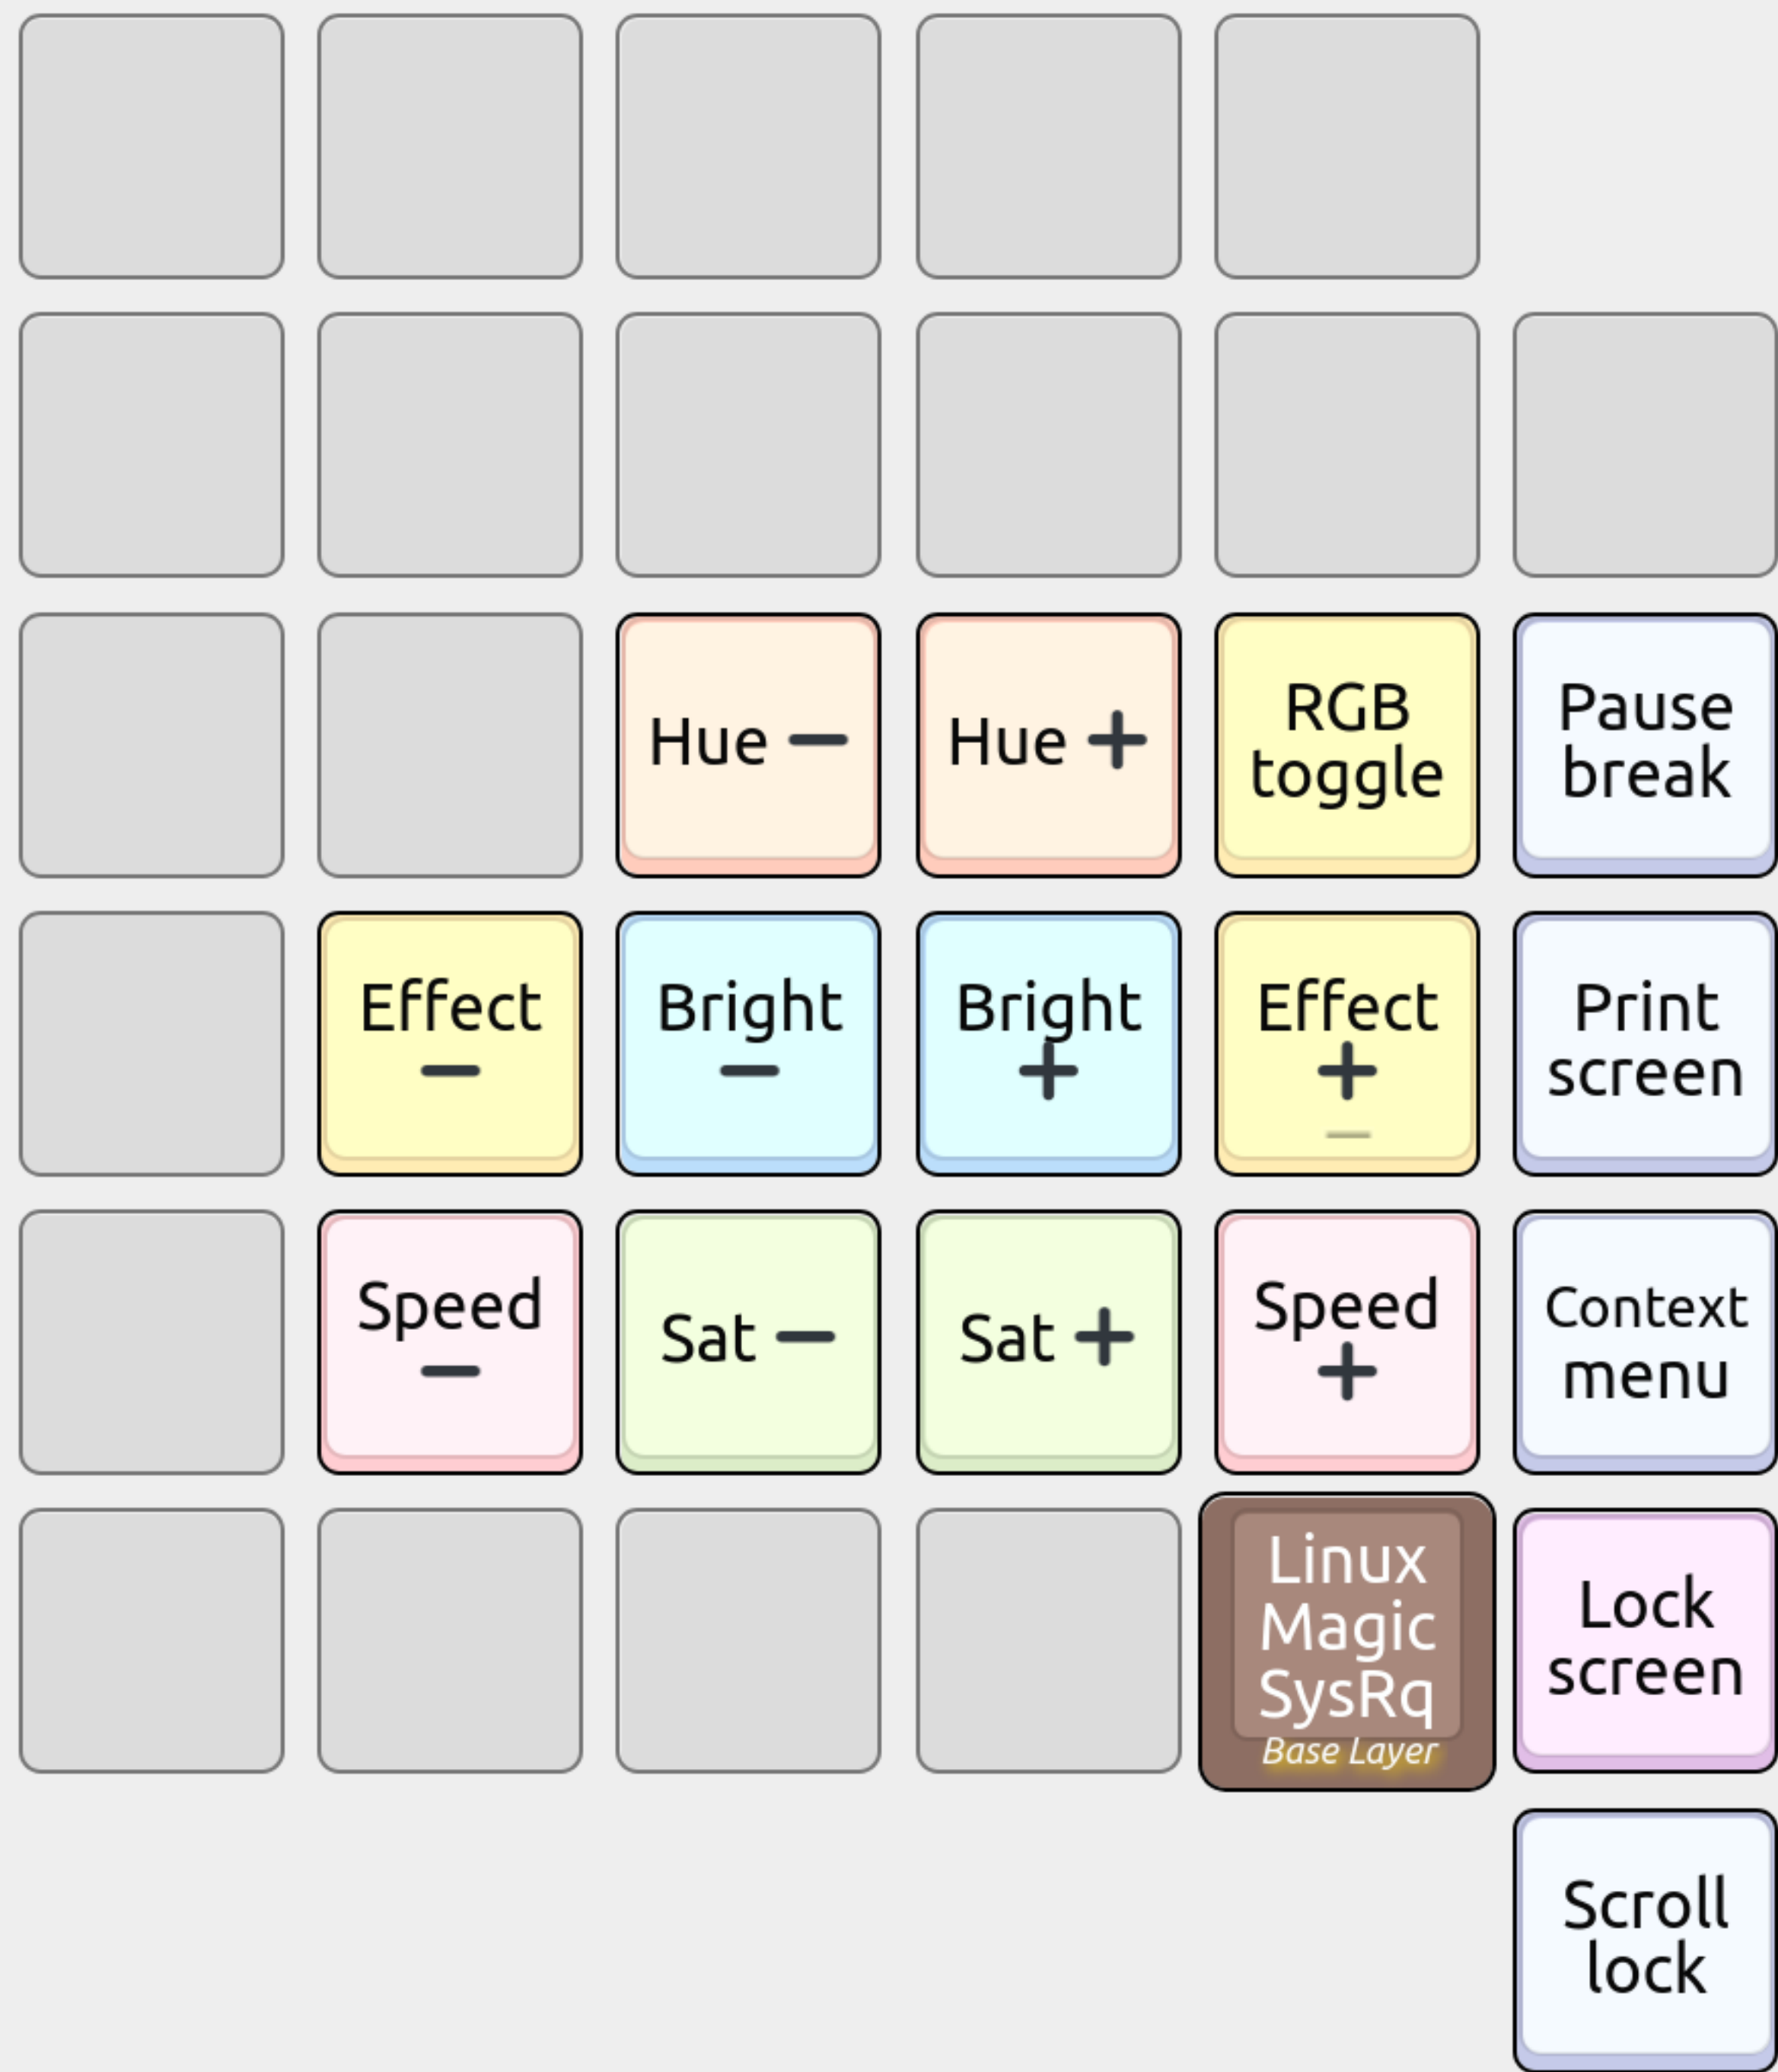 Hue −
Hue +
RGB
toggle
Pause
break
Effect
−
Bright
−
Bright
+
Effect
+
Print
screen
Speed
−
Sat −
Sat +
Speed
+
Context
menu
Linux
Magic
SysRq
Base Layer
Lock
screen
Scroll
lock